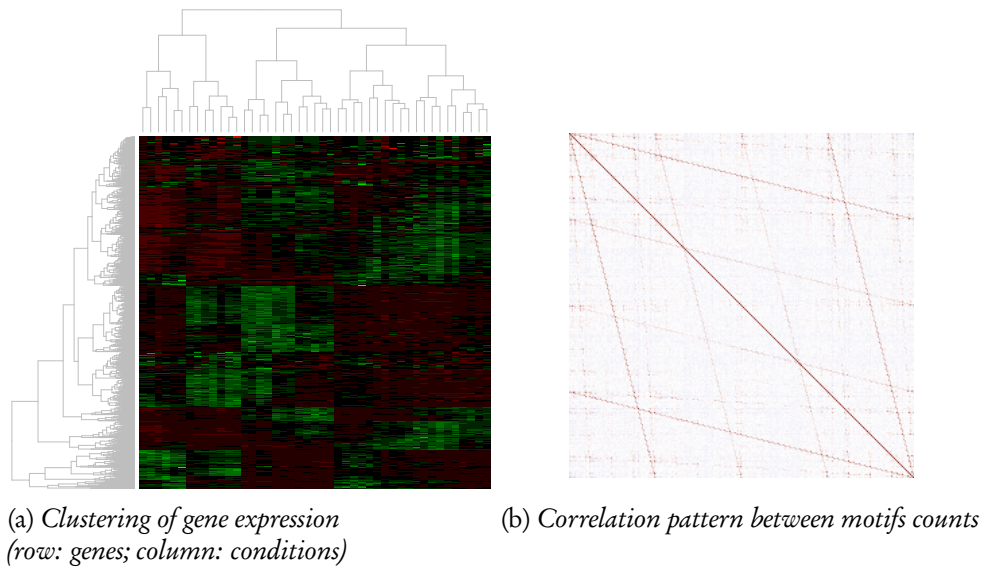 (a) Clustering of gene expression
(row: genes; column: conditions)
(b) Correlation pattern between motifs counts